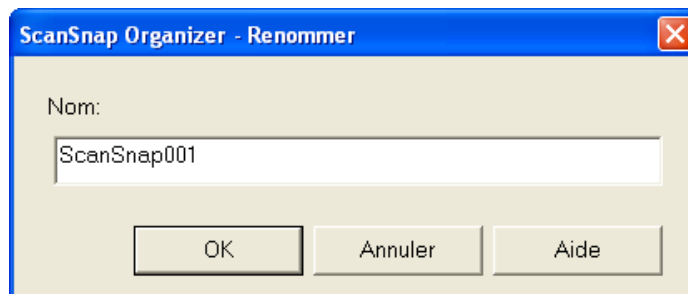 ScanSnap Organizer - Renommer
Nom:
ScanSnap001
OK Annuler Aide